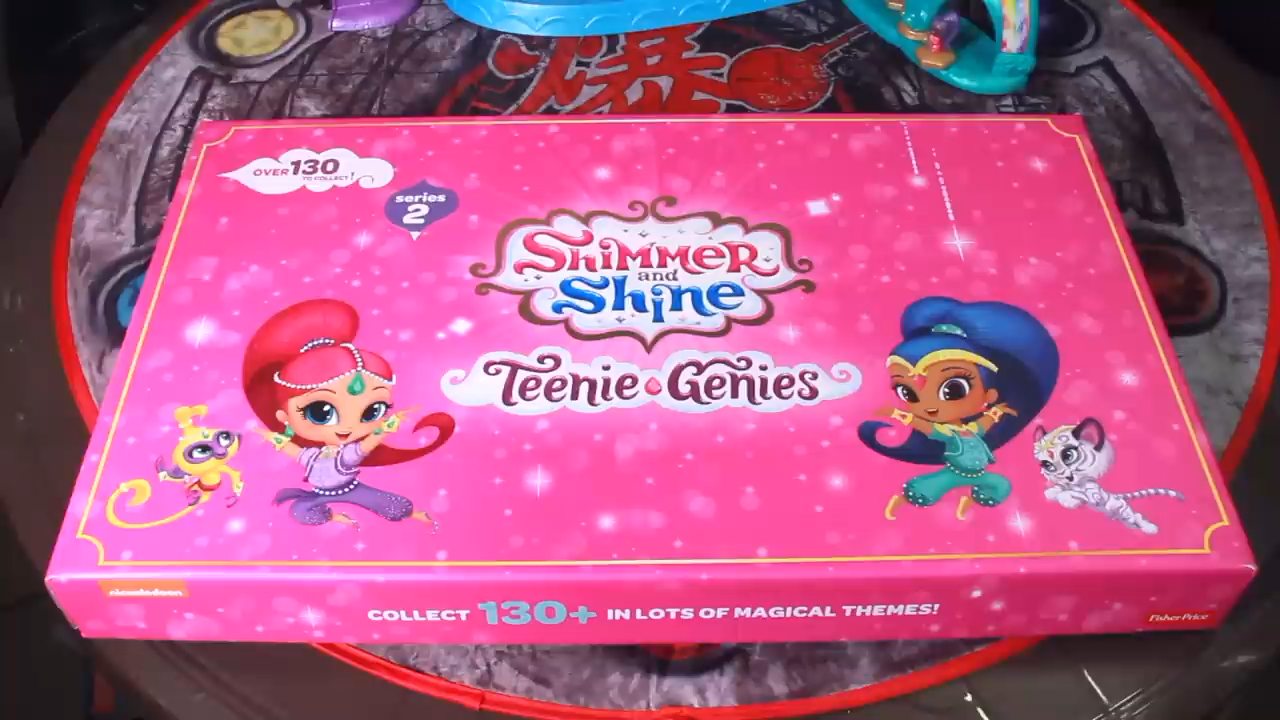 OVER 130
TO COLLECT!
series
2
Shimmer
and
Shine
Teenie Genies
nickelodeon
COLLECT 130+ IN LOTS OF MAGICAL THEMES!
Fisher-Price